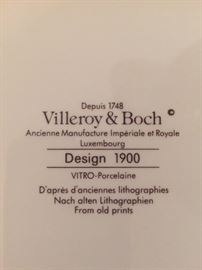 Depuis 1748
Villeroy & Boch ©
Ancienne Manufacture Impériale et Royale
Luxembourg
Design 1900
VITRO-Porcelaine
D'après d'anciennes lithographies
Nach alten Lithographien
From old prints